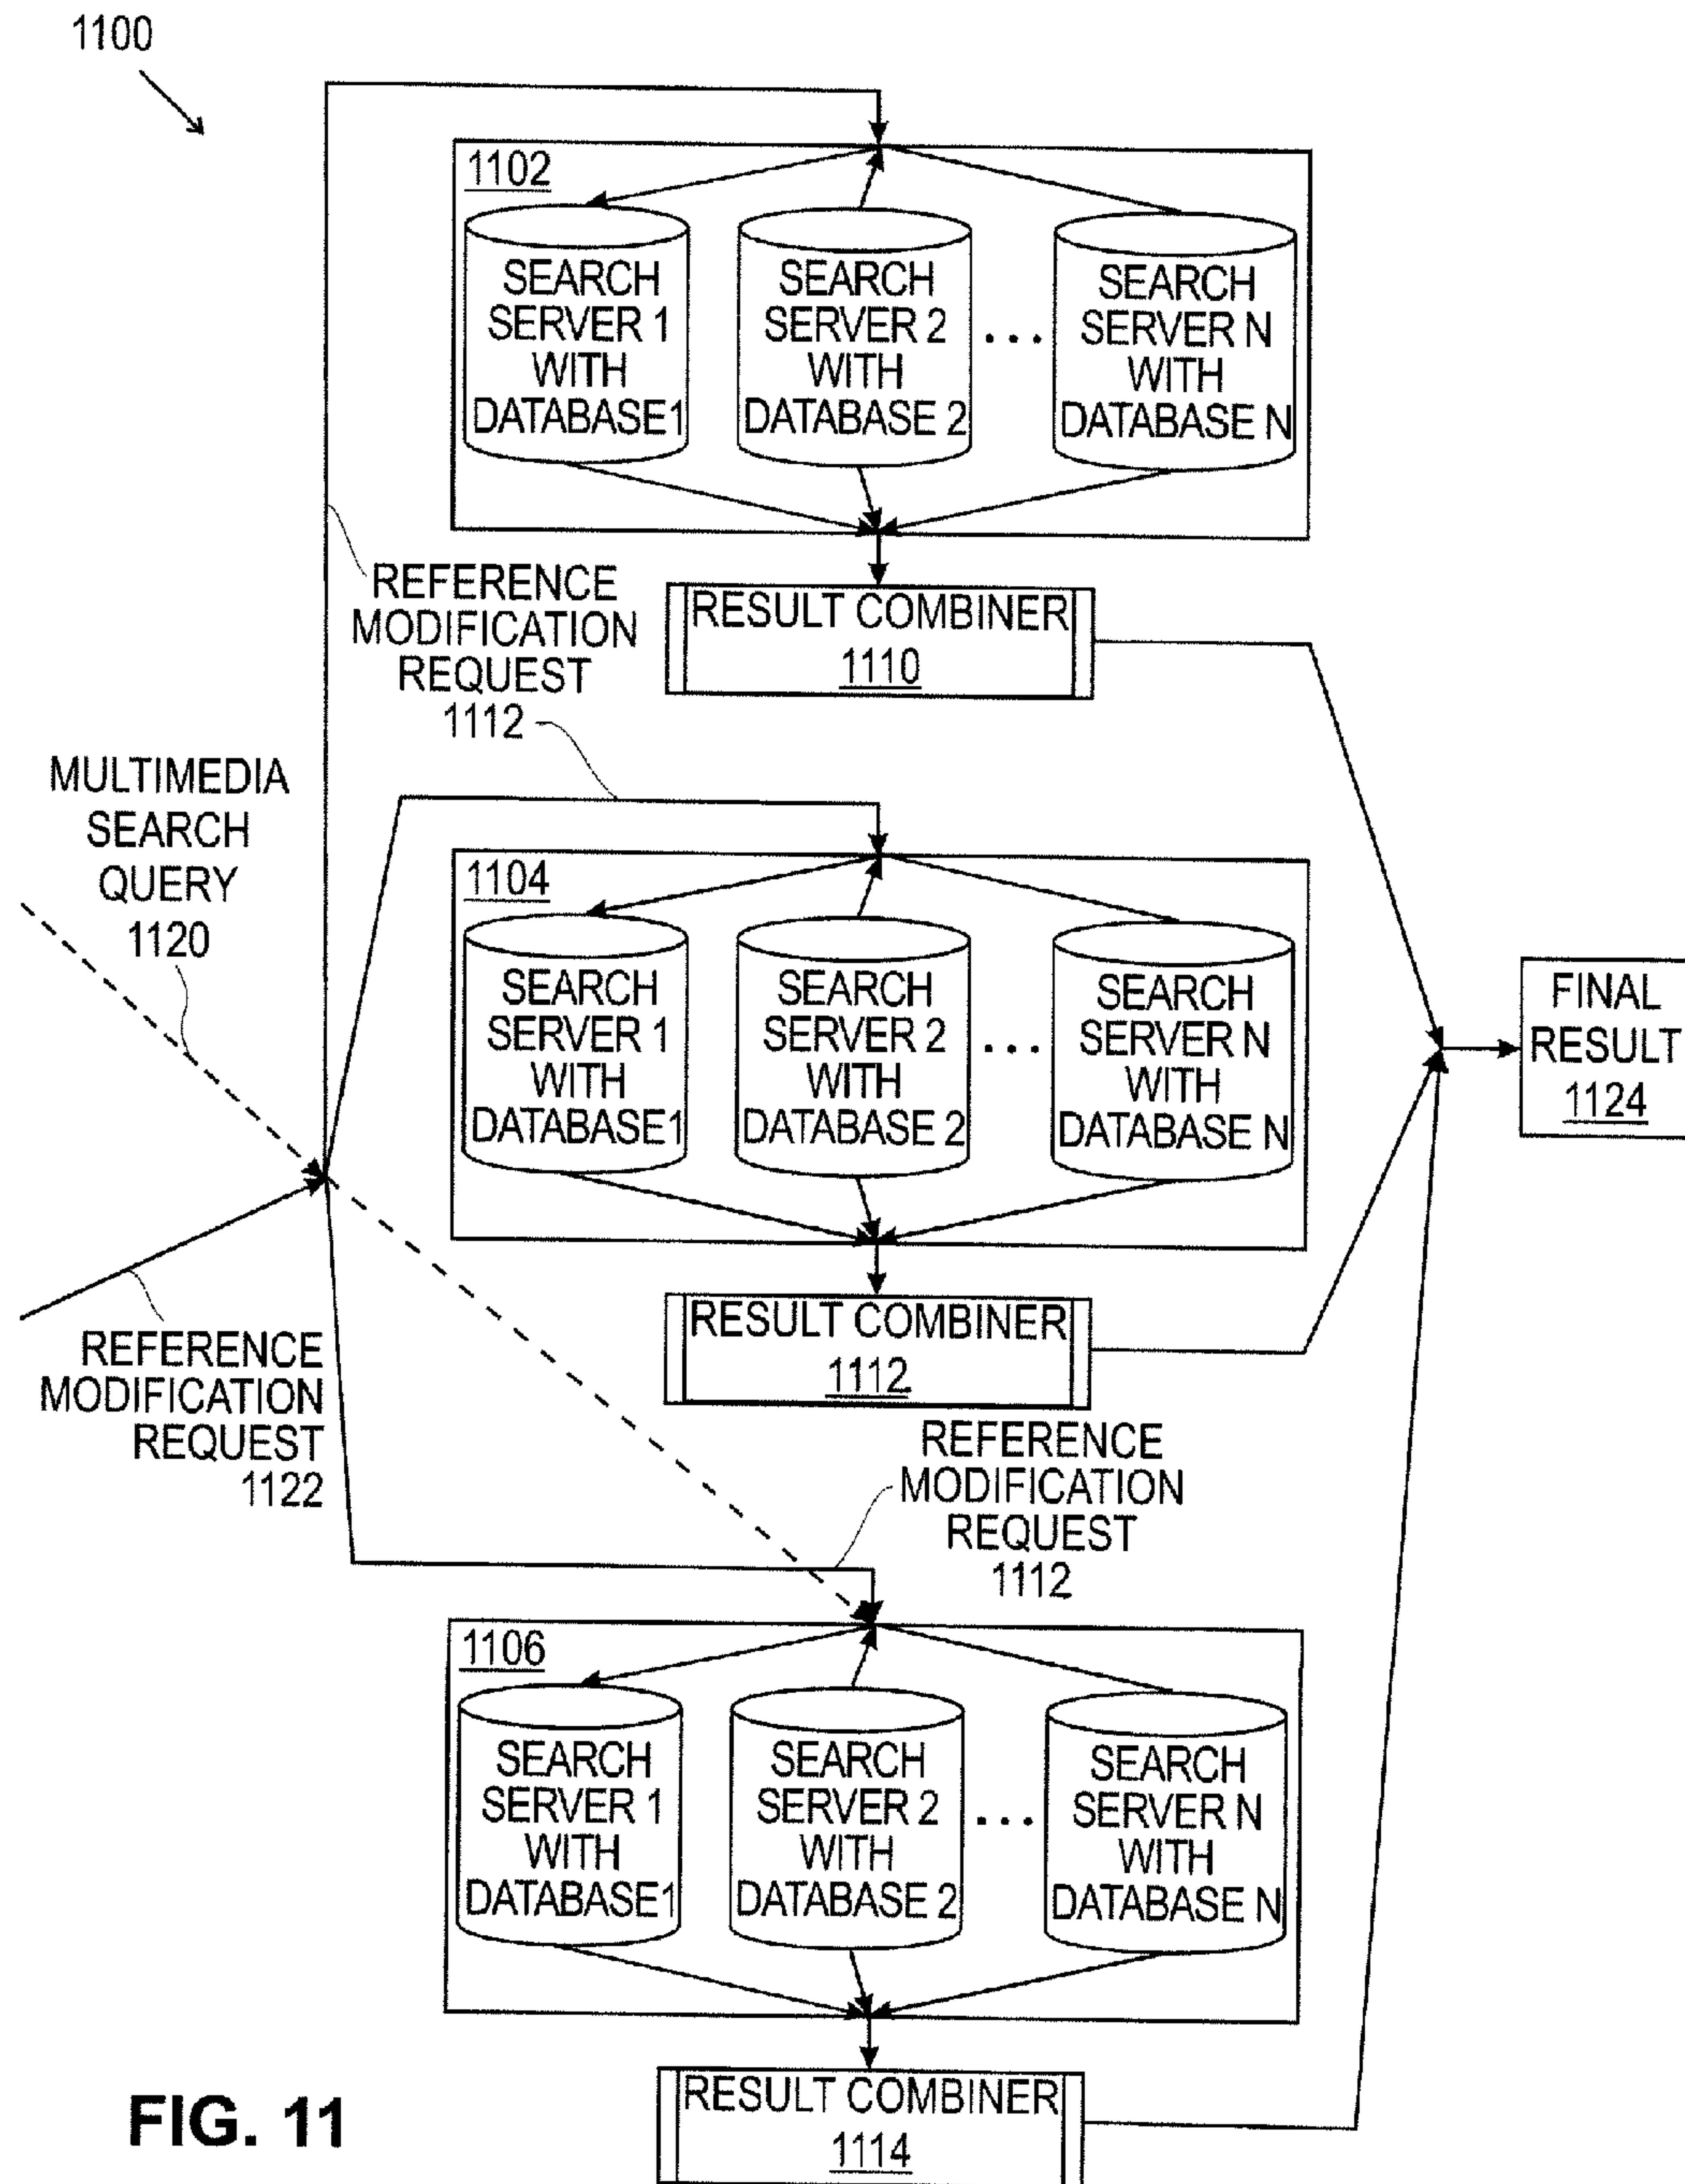 1100
1102
SEARCH
SERVER 1
WITH
DATABASE1
SEARCH
SERVER 2
WITH
DATABASE 2
...
SEARCH
SERVER N
WITH
DATABASE N
REFERENCE
MODIFICATION
REQUEST
1112
RESULT COMBINER
1110
MULTIMEDIA
SEARCH
QUERY
1120
1104
SEARCH
SERVER 1
WITH
DATABASE1
SEARCH
SERVER 2
WITH
DATABASE 2
...
SEARCH
SERVER N
WITH
DATABASE N
FINAL
RESULT
1124
RESULT COMBINER
1112
REFERENCE
MODIFICATION
REQUEST
1122
REFERENCE
MODIFICATION
REQUEST
1112
1106
SEARCH
SERVER 1
WITH
DATABASE1
SEARCH
SERVER 2
WITH
DATABASE 2
...
SEARCH
SERVER N
WITH
DATABASE N
RESULT COMBINER
1114
FIG. 11